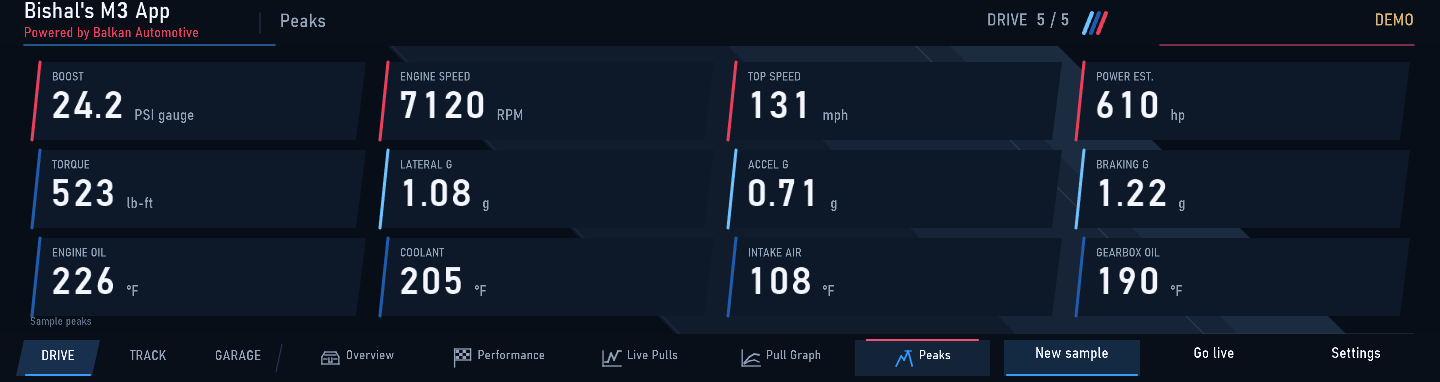 Bishal's M3 App
Powered by Balkan Automotive
Peaks
DRIVE 5 / 5
DEMO
BOOST
24.2 PSI gauge
ENGINE SPEED
7120 RPM
TOP SPEED
131 mph
POWER EST.
610 hp
TORQUE
523 lb-ft
LATERAL G
1.08 g
ACCEL G
0.71 g
BRAKING G
1.22 g
ENGINE OIL
226 °F
COOLANT
205 °F
INTAKE AIR
108 °F
GEARBOX OIL
190 °F
Sample peaks
DRIVE TRACK GARAGE Overview Performance Live Pulls Pull Graph Peaks New sample Go live Settings